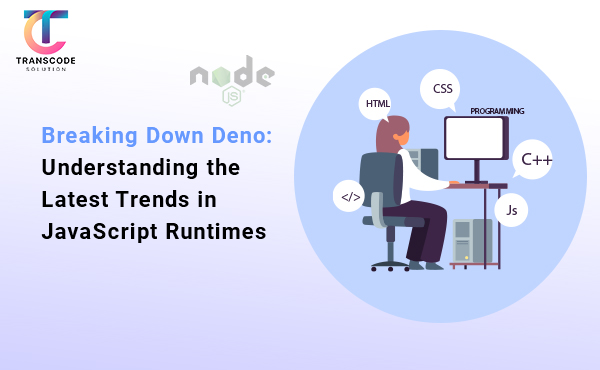 TRANSCODE
SOLUTION
node
JS
Breaking Down Deno:
Understanding the
Latest Trends in
JavaScript Runtimes
HTML
CSS
PROGRAMMING
C++
</>
Js